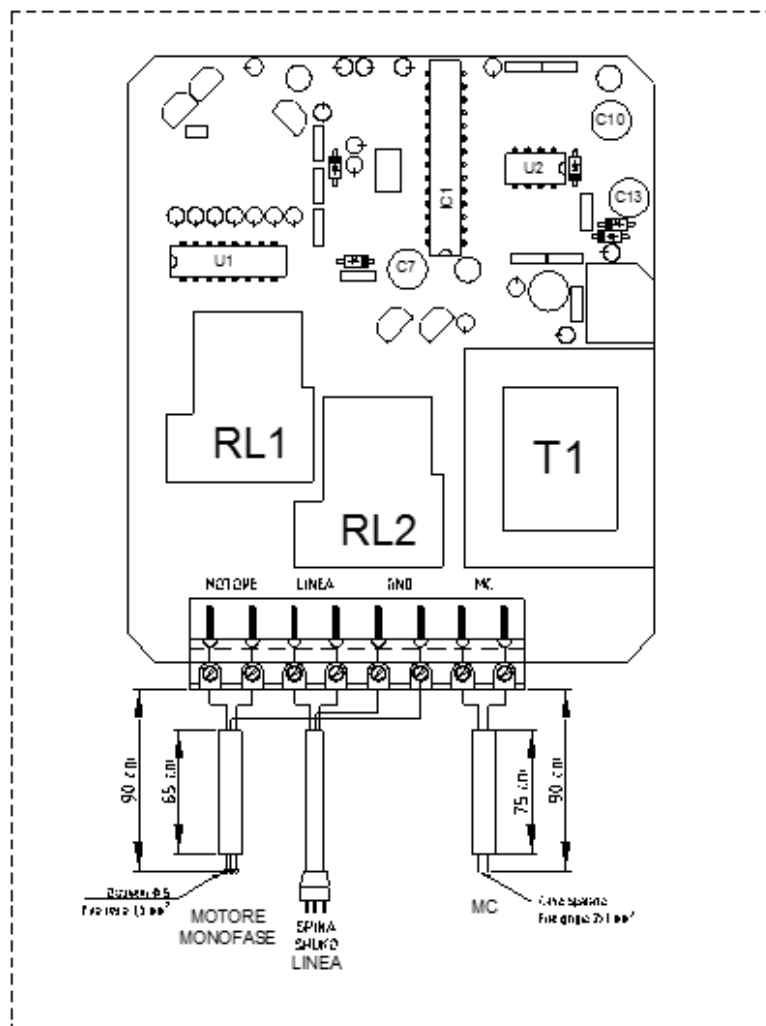 C10
U2
C13
IC1
U1
C7
RL1
T1
RL2
MOTORE LINEA GND MC
90 cm
65 cm
75 cm
90 cm
MOTORE
MONOFASE
SPINA
SHUKO
LINEA
MC